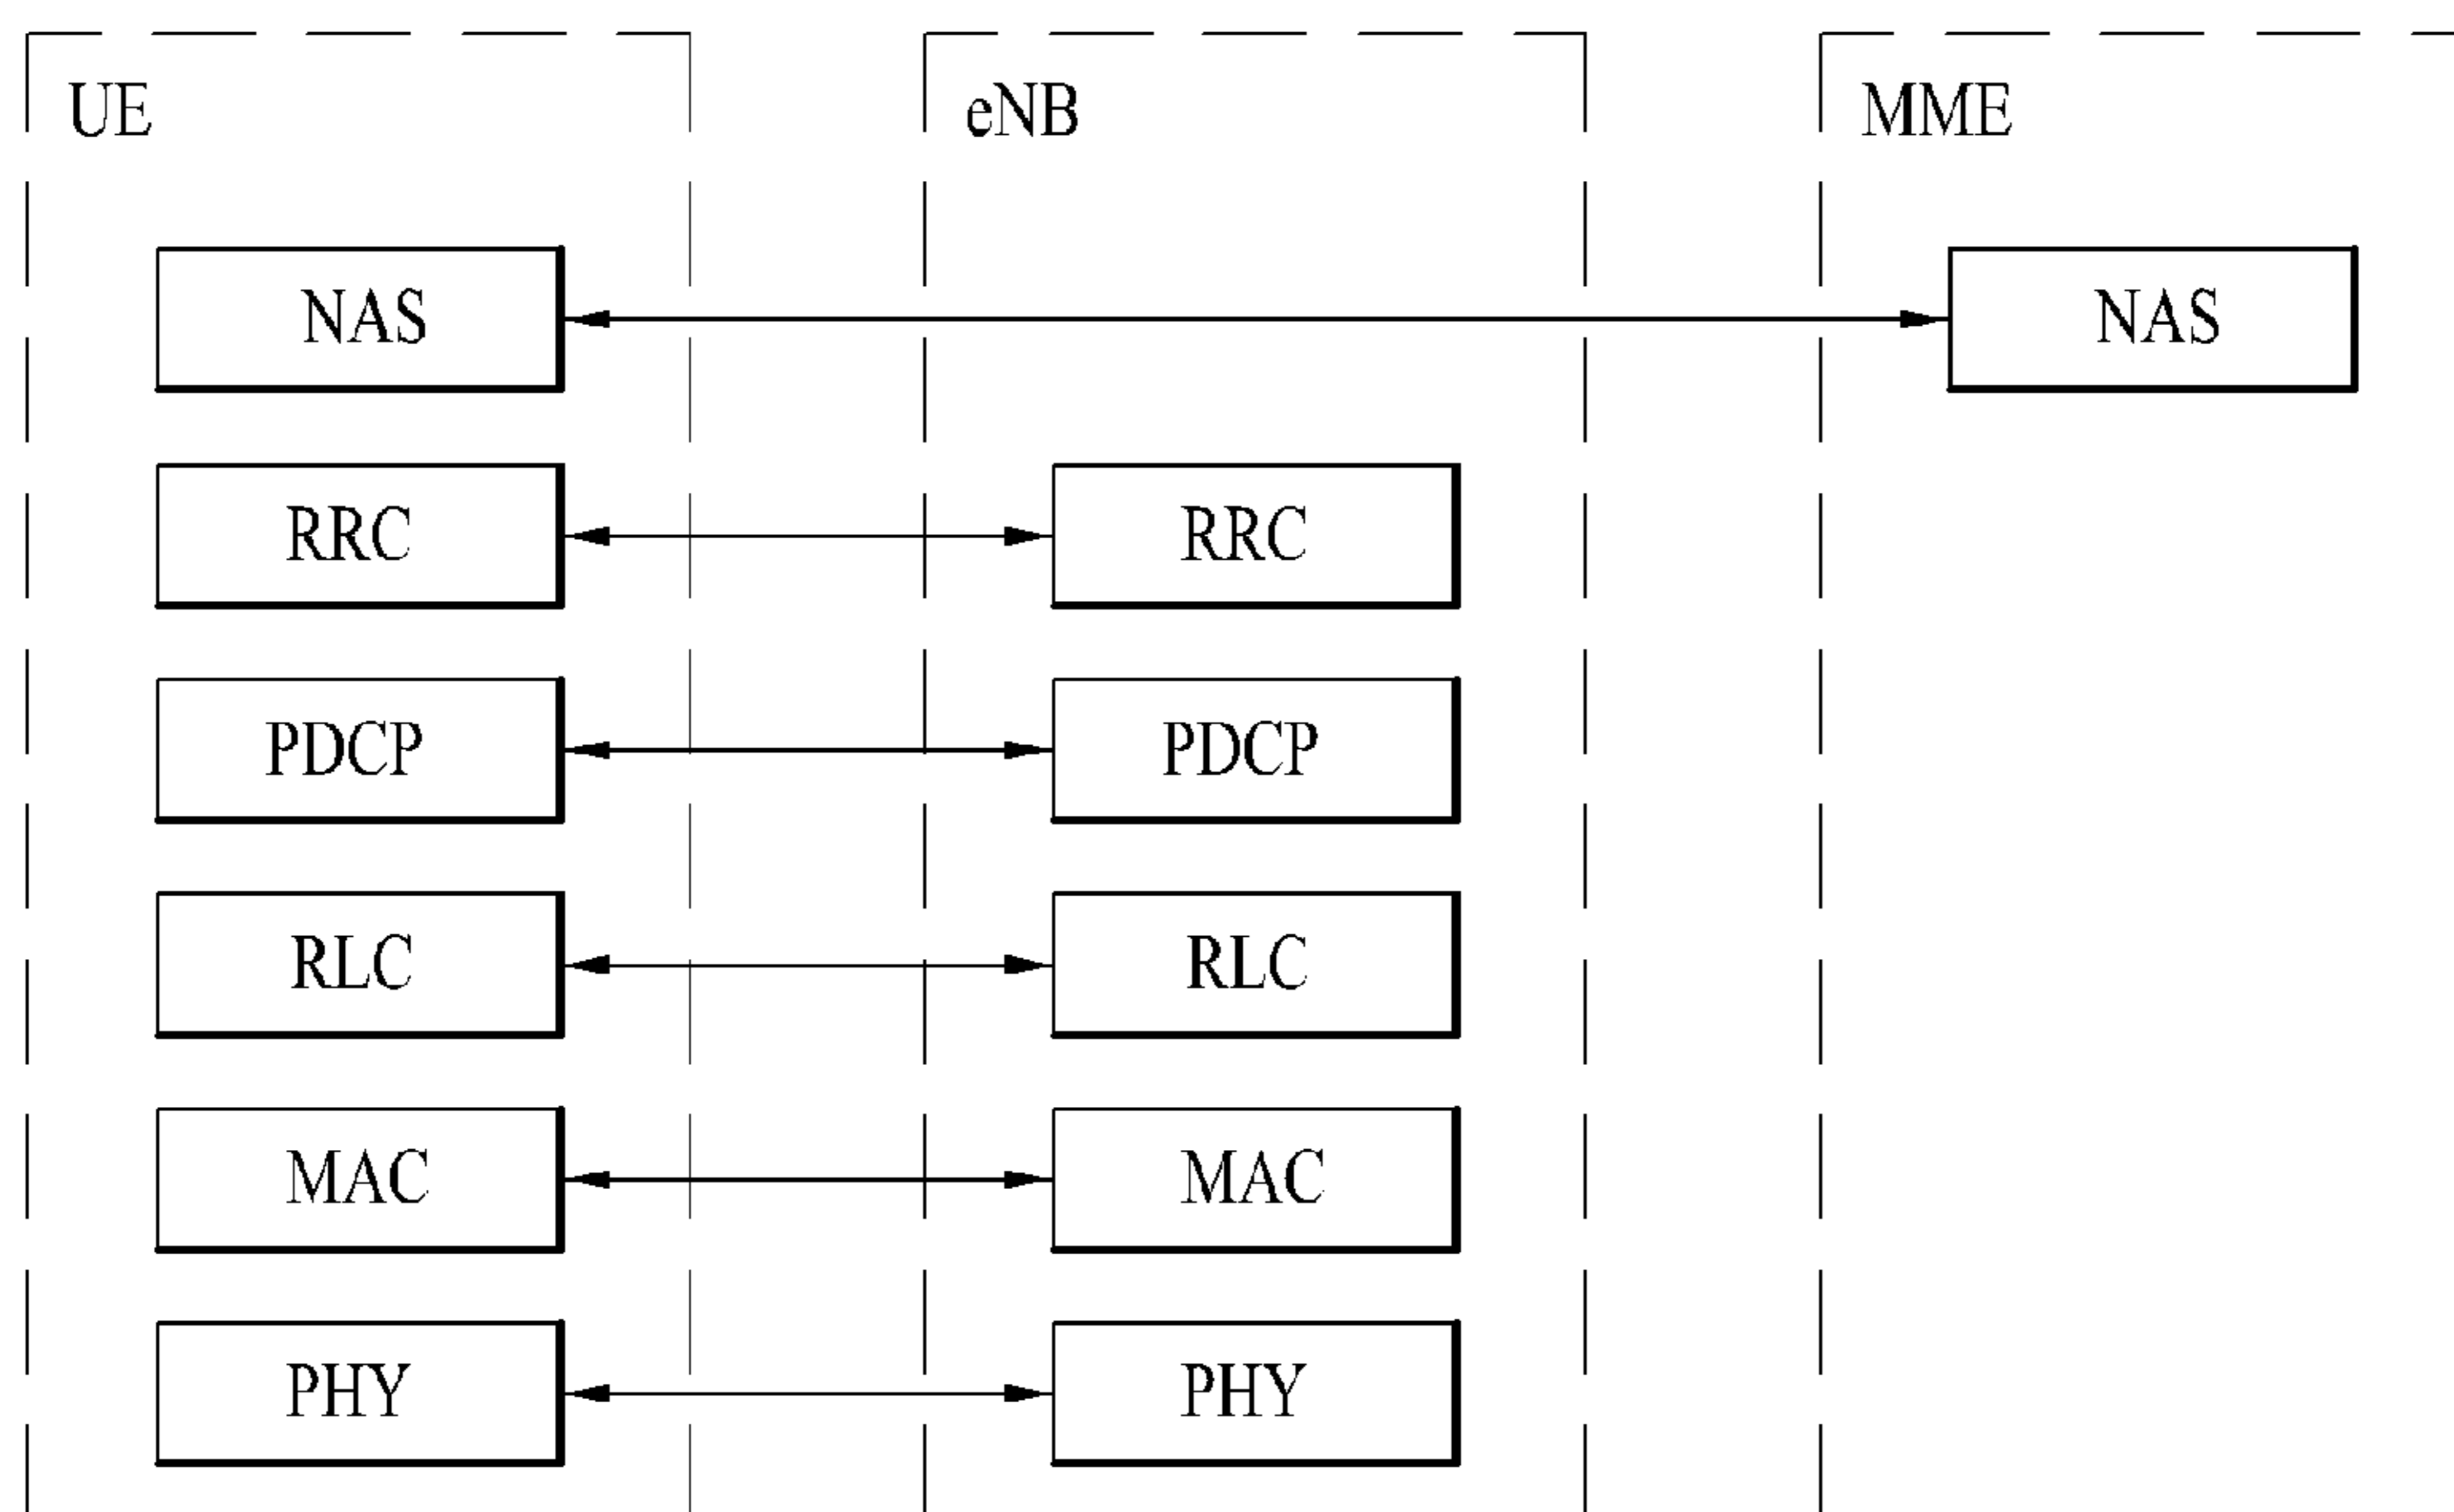 UE eNB MME
NAS NAS
RRC RRC
PDCP PDCP
RLC RLC
MAC MAC
PHY PHY